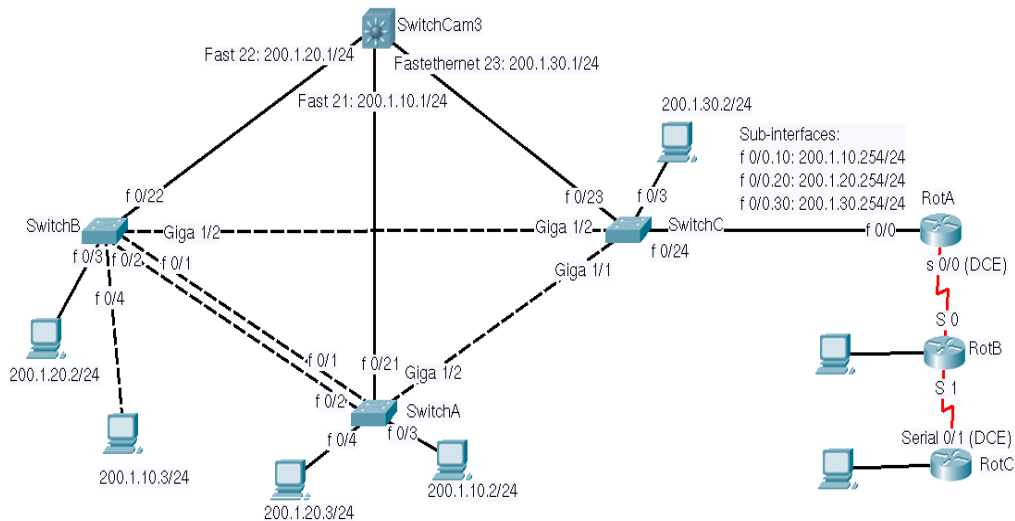 SwitchCam3
Fast 22: 200.1.20.1/24
Fastethernet 23: 200.1.30.1/24
Fast 21: 200.1.10.1/24
200.1.30.2/24
Sub-interfaces:
f 0/0.10: 200.1.10.254/24
f 0/0.20: 200.1.20.254/24
f 0/0.30: 200.1.30.254/24
f 0/22
f 0/23
f 0/3
RotA
SwitchB
Giga 1/2
Giga 1/2
SwitchC
f 0/0
f 0/24
f 0/3
f 0/2
f 0/1
Giga 1/1
s 0/0 (DCE)
f 0/4
S 0
RotB
f 0/1
f 0/21
Giga 1/2
200.1.20.2/24
S 1
f 0/2
SwitchA
f 0/4
f 0/3
Serial 0/1 (DCE)
RotC
200.1.10.3/24
200.1.10.2/24
200.1.20.3/24